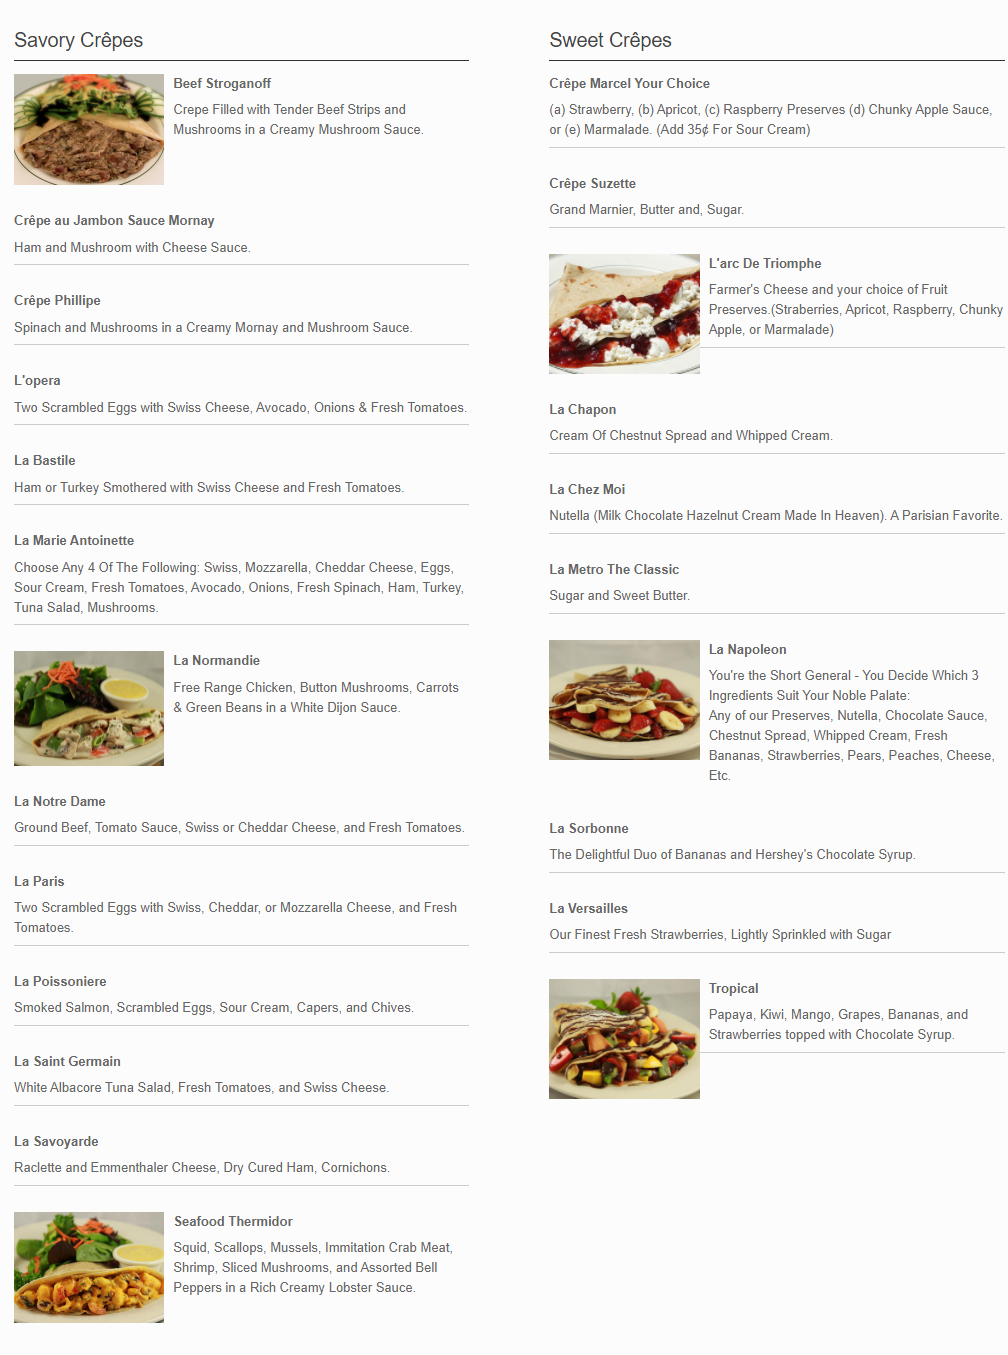 Savory Crêpes
Beef Stroganoff
Crepe Filled with Tender Beef Strips and
Mushrooms in a Creamy Mushroom Sauce.
Crêpe au Jambon Sauce Mornay
Ham and Mushroom with Cheese Sauce.
Crêpe Phillipe
Spinach and Mushrooms in a Creamy Mornay and Mushroom Sauce.
L'opera
Two Scrambled Eggs with Swiss Cheese, Avocado, Onions & Fresh Tomatoes.
La Bastile
Ham or Turkey Smothered with Swiss Cheese and Fresh Tomatoes.
La Marie Antoinette
Choose Any 4 Of The Following: Swiss, Mozzarella, Cheddar Cheese, Eggs,
Sour Cream, Fresh Tomatoes, Avocado, Onions, Fresh Spinach, Ham, Turkey,
Tuna Salad, Mushrooms.
La Normandie
Free Range Chicken, Button Mushrooms, Carrots
& Green Beans in a White Dijon Sauce.
La Notre Dame
Ground Beef, Tomato Sauce, Swiss or Cheddar Cheese, and Fresh Tomatoes.
La Paris
Two Scrambled Eggs with Swiss, Cheddar, or Mozzarella Cheese, and Fresh
Tomatoes.
La Poissoniere
Smoked Salmon, Scrambled Eggs, Sour Cream, Capers, and Chives.
La Saint Germain
White Albacore Tuna Salad, Fresh Tomatoes, and Swiss Cheese.
La Savoyarde
Raclette and Emmenthaler Cheese, Dry Cured Ham, Cornichons.
Seafood Thermidor
Squid, Scallops, Mussels, Immitation Crab Meat,
Shrimp, Sliced Mushrooms, and Assorted Bell
Peppers in a Rich Creamy Lobster Sauce.
Sweet Crêpes
Crêpe Marcel Your Choice
(a) Strawberry, (b) Apricot, (c) Raspberry Preserves (d) Chunky Apple Sauce,
or (e) Marmalade. (Add 35¢ For Sour Cream)
Crêpe Suzette
Grand Marnier, Butter and, Sugar.
L'arc De Triomphe
Farmer's Cheese and your choice of Fruit
Preserves.(Straberries, Apricot, Raspberry, Chunky
Apple, or Marmalade)
La Chapon
Cream Of Chestnut Spread and Whipped Cream.
La Chez Moi
Nutella (Milk Chocolate Hazelnut Cream Made In Heaven). A Parisian Favorite.
La Metro The Classic
Sugar and Sweet Butter.
La Napoleon
You're the Short General - You Decide Which 3
Ingredients Suit Your Noble Palate:
Any of our Preserves, Nutella, Chocolate Sauce,
Chestnut Spread, Whipped Cream, Fresh
Bananas, Strawberries, Pears, Peaches, Cheese,
Etc.
La Sorbonne
The Delightful Duo of Bananas and Hershey's Chocolate Syrup.
La Versailles
Our Finest Fresh Strawberries, Lightly Sprinkled with Sugar
Tropical
Papaya, Kiwi, Mango, Grapes, Bananas, and
Strawberries topped with Chocolate Syrup.